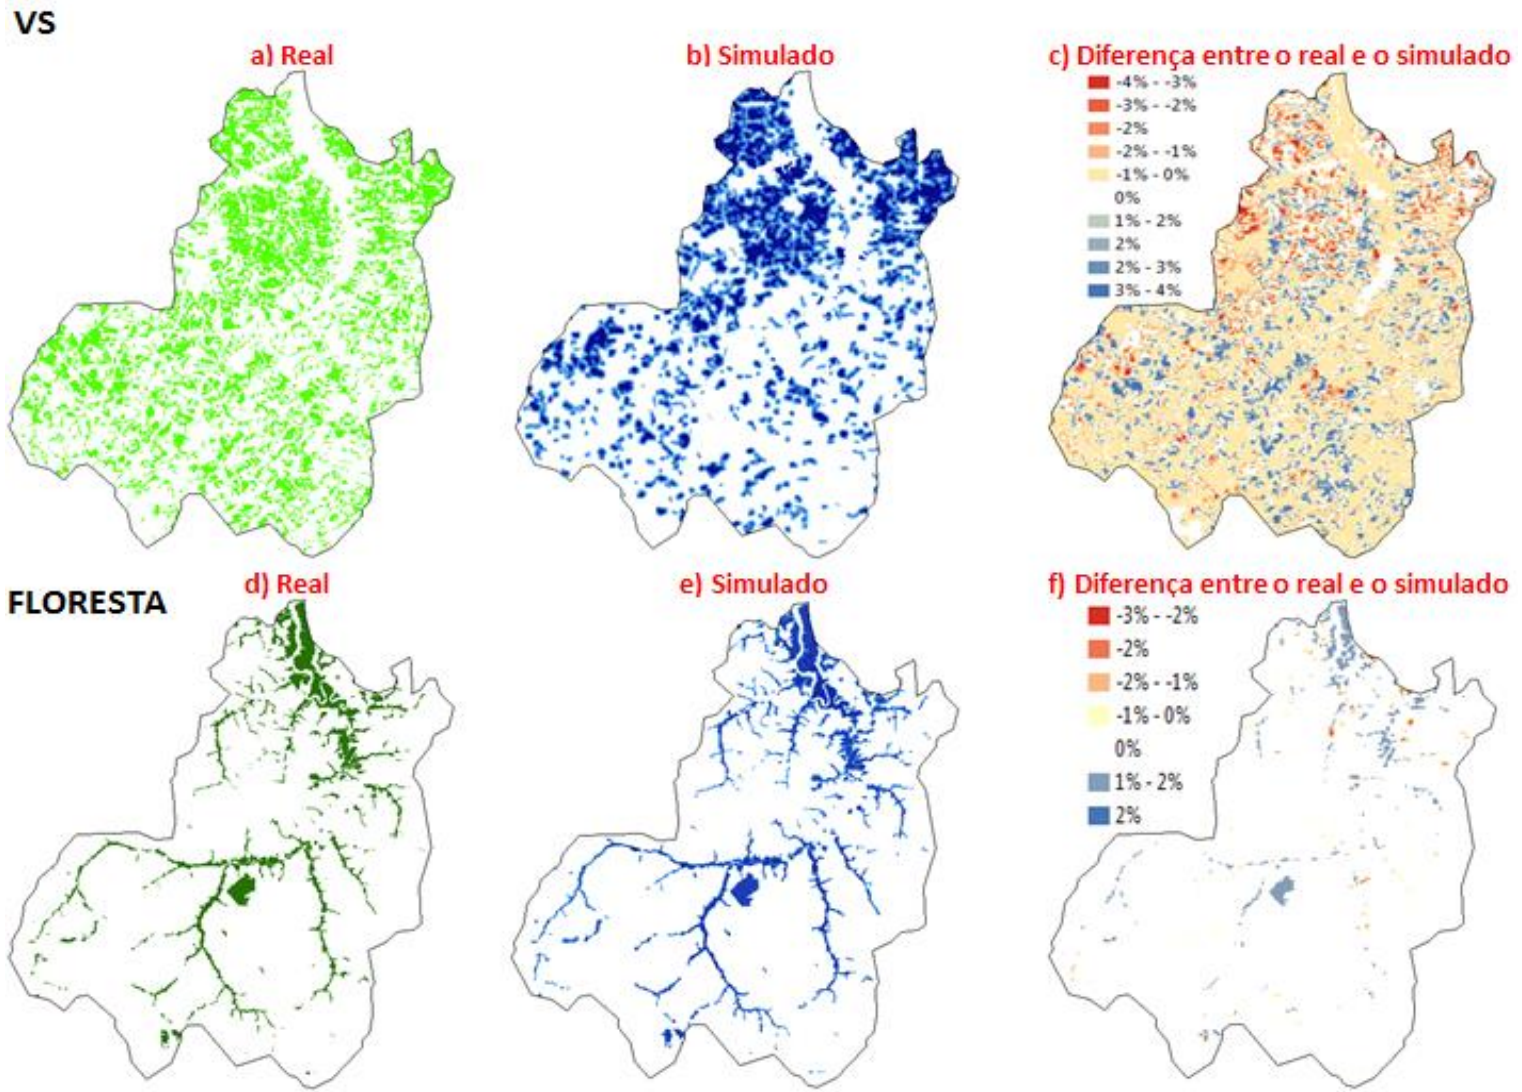 VS
a) Real
b) Simulado
c) Diferença entre o real e o simulado
-4% - -3%
-3% - -2%
-2%
-2% - -1%
-1% - 0%
0%
1% - 2%
2%
2% - 3%
3% - 4%
FLORESTA
d) Real
e) Simulado
f) Diferença entre o real e o simulado
-3% - -2%
-2%
-2% - -1%
-1% - 0%
0%
1% - 2%
2%